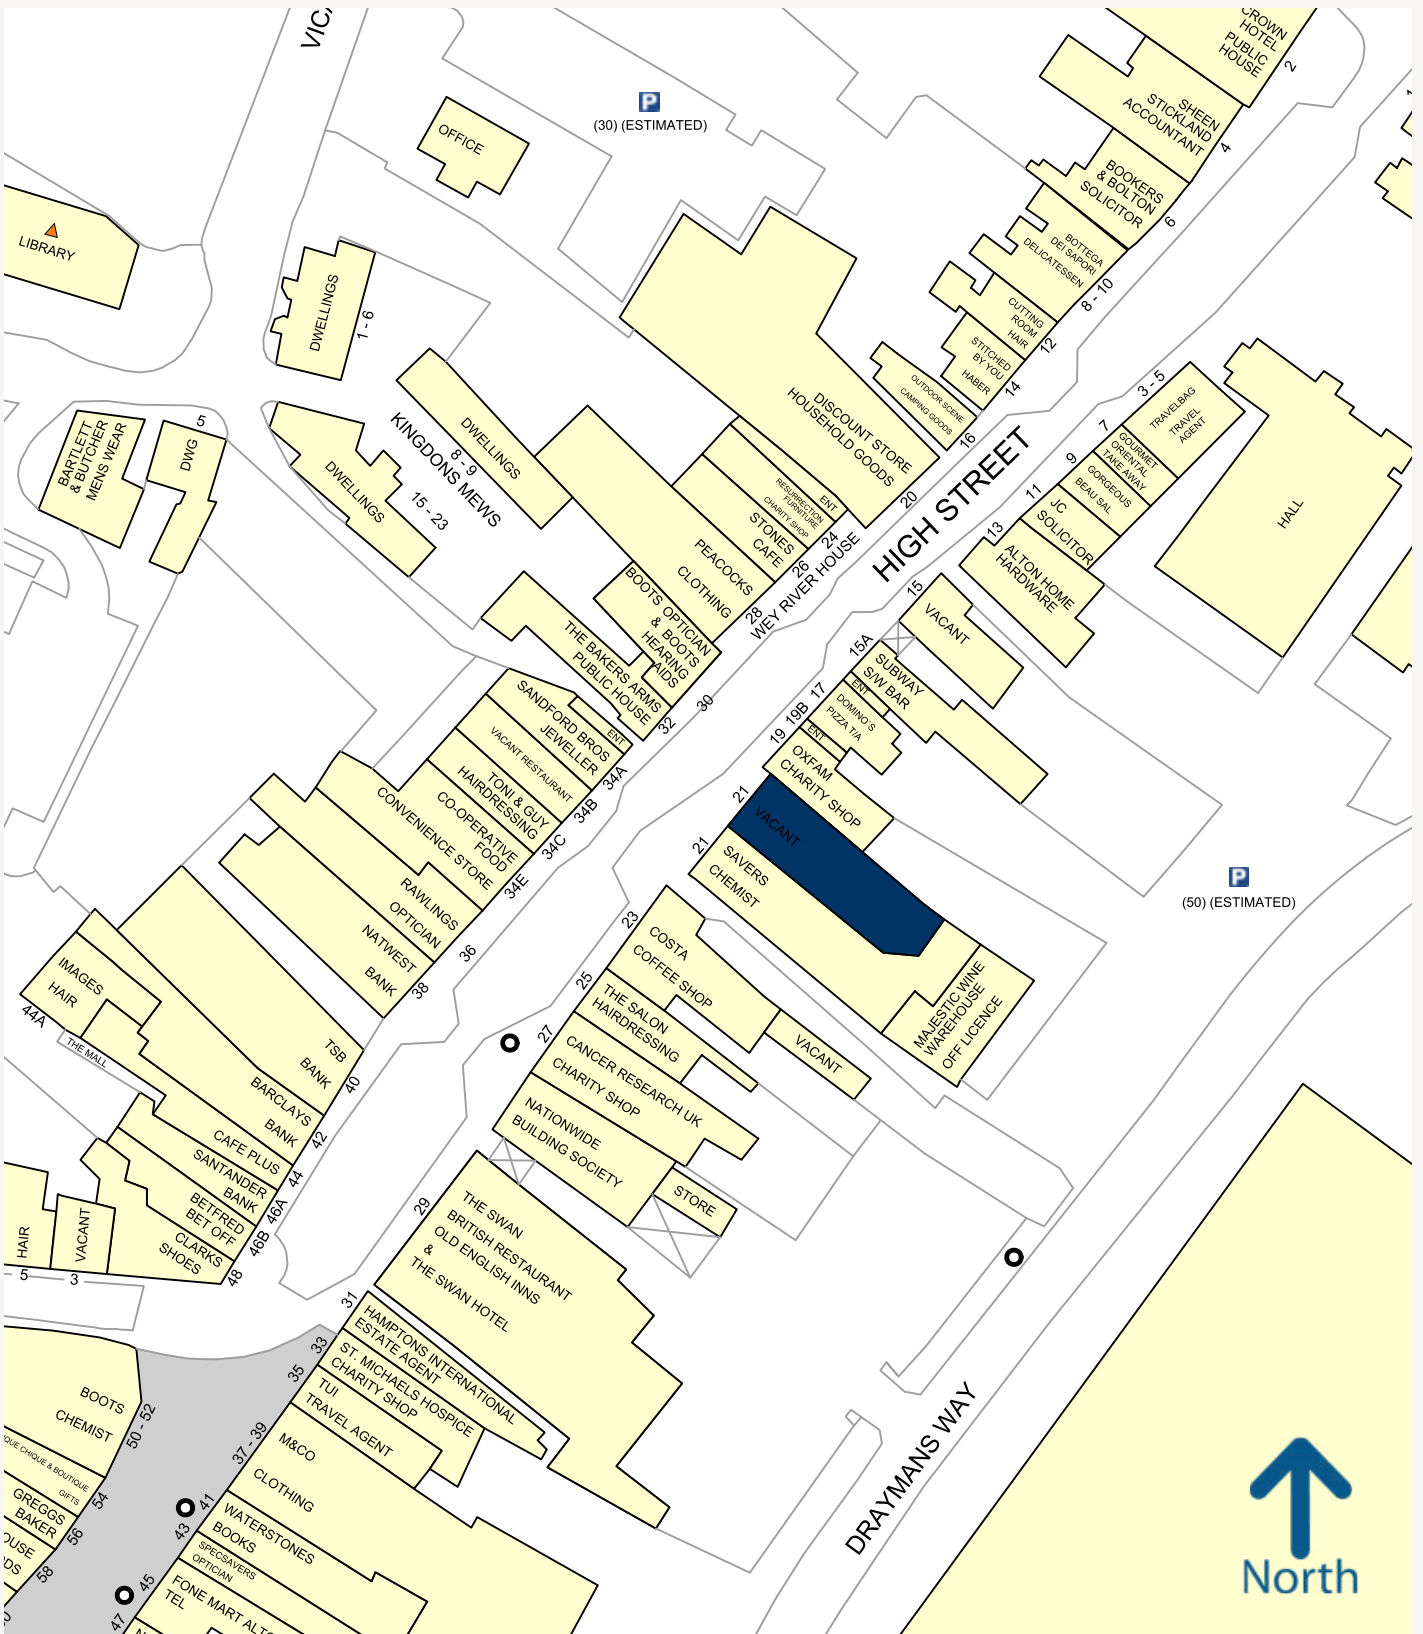 VICA
CROWN
HOTEL
PUBLIC
HOUSE
2
SHEEN
STICKLAND
ACCOUNTANT
4
P
(30) (ESTIMATED)
OFFICE
BOOKERS
& BOLTON
SOLICITOR
6
LIBRARY
BOTTEGA
DEI SAPORI
DELICATESSEN
8 - 10
DWELLINGS
1 - 6
CUTTING
ROOM
HAIR
12
STITCHED
BY YOU
HABER
14
OUTDOOR SCENE
CAMPING GOODS
16
DISCOUNT STORE
HOUSEHOLD GOODS
20
3 - 5
TRAVELBAG
TRAVEL
AGENT
7
GOURMET
ORIENTAL
TAKE AWAY
9
GORGEOUS
BEAU SAL
11
JC
SOLICITOR
13
ALTON HOME
HARDWARE
HALL
HIGH STREET
BARTLETT
& BUTCHER
MENS WEAR
5
DWG
DWELLINGS
KINGDONS MEWS
8 - 9
15 - 23
DWELLINGS
ENT
RESURRECTION
FURNITURE
CHARITY SHOP
24
STONES
CAFE
26
WEY RIVER HOUSE
PEACOCKS
CLOTHING
28
BOOTS OPTICIAN
& BOOTS
HEARING
AIDS
30
THE BAKERS ARMS
PUBLIC HOUSE
32
15
VACANT
15A
SUBWAY
S/W BAR
17
ENT
DOMINO`S
PIZZA T/A
19B
ENT
19
OXFAM
CHARITY SHOP
21
VACANT
21
SAVERS
CHEMIST
SANDFORD BROS
JEWELLER
ENT
34A
VACANT RESTAURANT
34B
TONI & GUY
HAIRDRESSING
34C
CO-OPERATIVE
FOOD
CONVENIENCE STORE
34E
RAWLINGS
OPTICIAN
36
NATWEST
BANK
38
P
(50) (ESTIMATED)
MAJESTIC WINE
WAREHOUSE
OFF LICENCE
23
COSTA
COFFEE SHOP
VACANT
25
THE SALON
HAIRDRESSING
27
CANCER RESEARCH UK
CHARITY SHOP
NATIONWIDE
BUILDING SOCIETY
STORE
IMAGES
HAIR
44A
THE MALL
TSB
BANK
40
BARCLAYS
BANK
42
CAFE PLUS
44
SANTANDER
BANK
46A
BETFRED
BET OFF
46B
CLARKS
SHOES
48
HAIR
5
VACANT
3
29
THE SWAN
BRITISH RESTAURANT
OLD ENGLISH INNS
&
THE SWAN HOTEL
31
HAMPTONS INTERNATIONAL
ESTATE AGENT
33
ST. MICHAELS HOSPICE
CHARITY SHOP
35
TUI
TRAVEL AGENT
37 - 39
M&CO
CLOTHING
41
WATERSTONES
BOOKS
43
SPECSAVERS
OPTICIAN
45
FONE MART ALTO
TEL
47
BOOTS
CHEMIST
50 - 52
QUE CHIQUE & BOUTIQUE
GIFTS
54
GREGGS
BAKER
56
OUSE
DS
58
DRAYMANS WAY
North